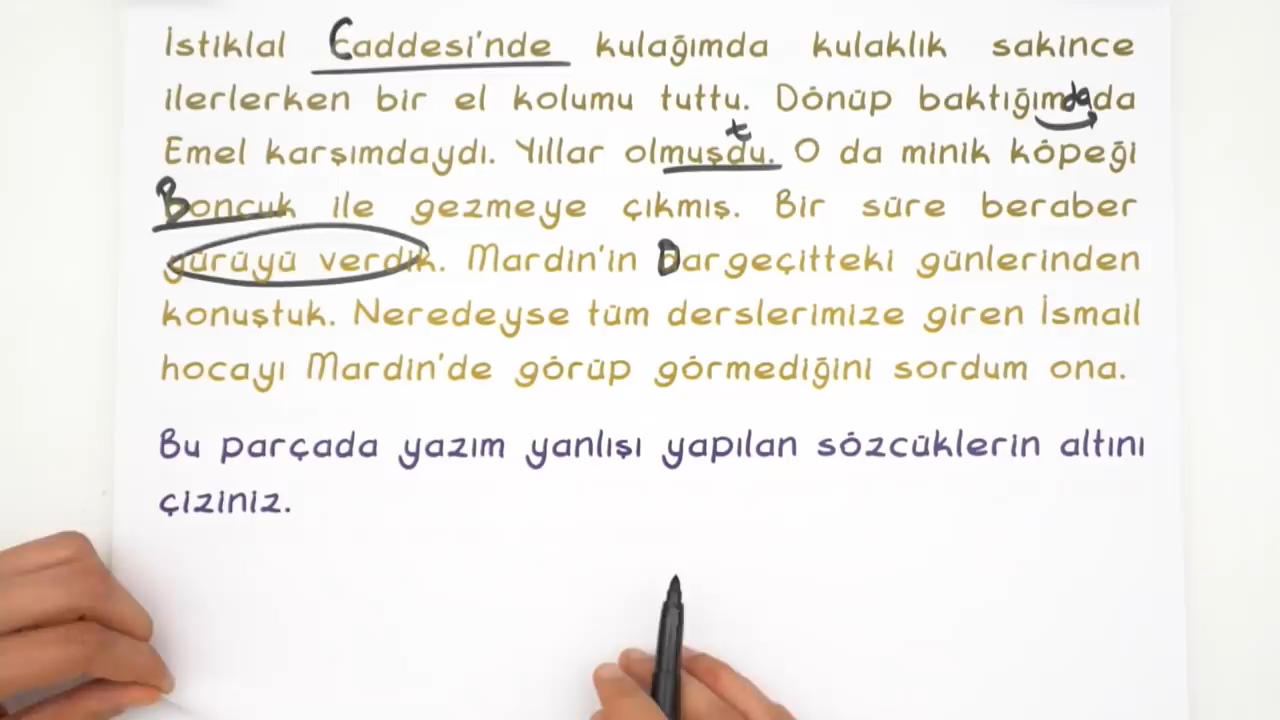 İstiklal Caddesi'nde kulağımda kulaklık sakince
ilerlerken bir el kolumu tuttu. Dönüp baktığımda da
t
Emel karşımdaydı. Yıllar olmuşdu. O da minik köpeği
Boncuk ile gezmeye çıkmış. Bir süre beraber
yürüyü verdik. Mardin'in Dargeçitteki günlerinden
konuştuk. Neredeyse tüm derslerimize giren İsmail
hocayı Mardin'de görüp görmediğini sordum ona.
Bu parçada yazım yanlışı yapılan sözcüklerin altını
çiziniz.